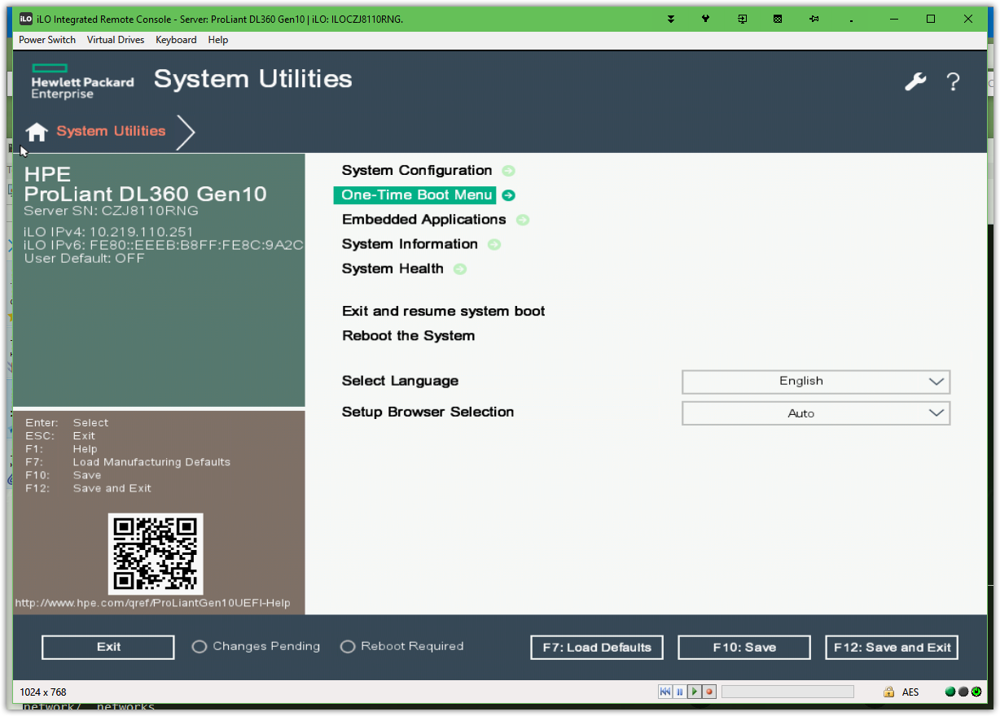 iLO iLO Integrated Remote Console - Server: ProLiant DL360 Gen10 | iLO: ILOCZJ8110RNG.
Power Switch Virtual Drives Keyboard Help
Hewlett Packard
Enterprise
System Utilities
?
System Utilities
HPE
ProLiant DL360 Gen10
Server SN: CZJ8110RNG
iLO IPv4: 10.219.110.251
iLO IPv6: FE80::EEEB:B8FF:FE8C:9A2C
User Default: OFF
System Configuration
One-Time Boot Menu
Embedded Applications
System Information
System Health
Exit and resume system boot
Reboot the System
Select Language English
Setup Browser Selection Auto
Enter: Select
ESC: Exit
F1: Help
F7: Load Manufacturing Defaults
F10: Save
F12: Save and Exit
http://www.hpe.com/qref/ProLiantGen10UEFI-Help
Exit Changes Pending Reboot Required F7: Load Defaults F10: Save F12: Save and Exit
1024 x 768 AES
network/ networks